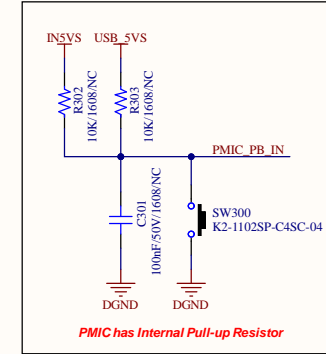 IN5VS
USB_5VS
R302
10K/1608/NC
R303
10K/1608/NC
PMIC_PB_IN
C301
100nF/50V/1608/NC
SW300
K2-1102SP-C4SC-04
DGND
DGND
PMIC has Internal Pull-up Resistor